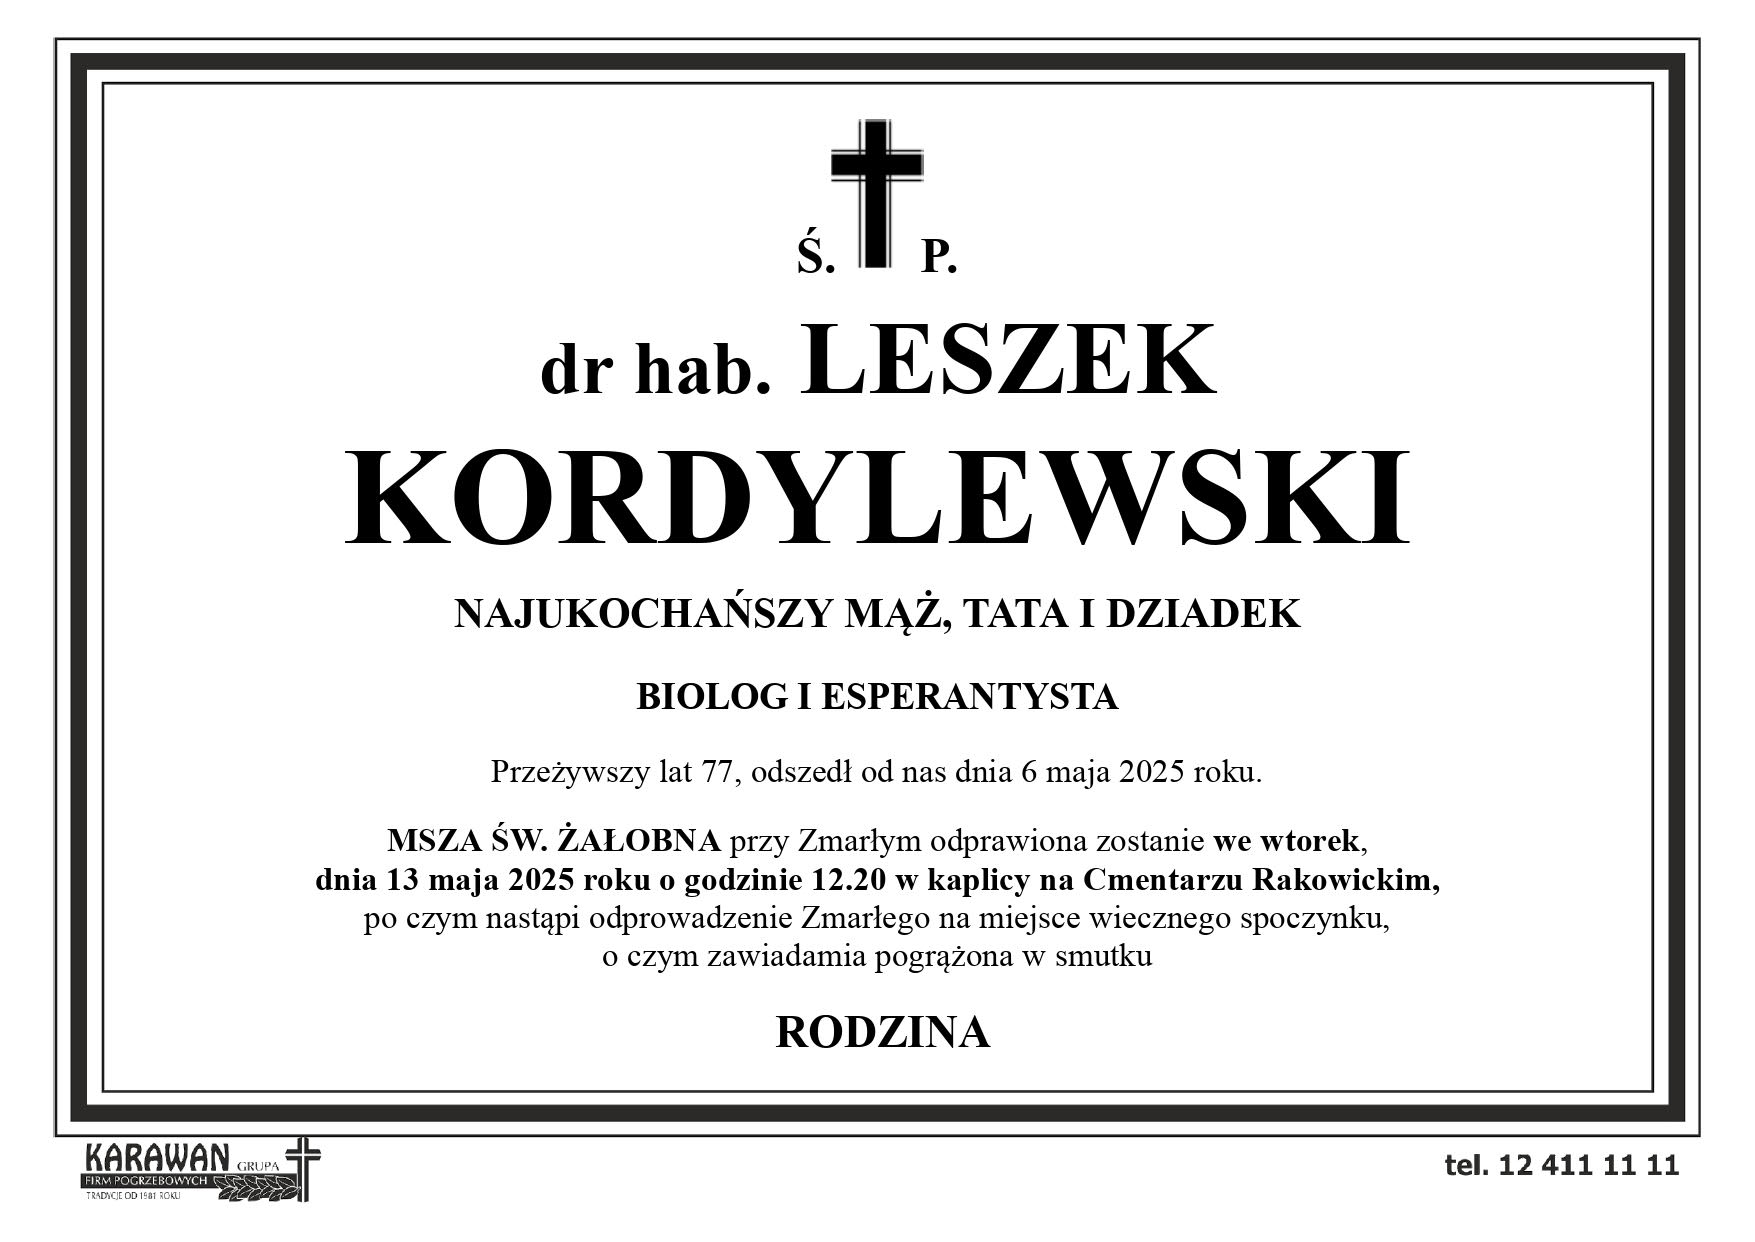 Ś. P.
dr hab. LESZEK
KORDYLEWSKI
NAJUKOCHAŃSZY MĄŻ, TATA I DZIADEK
BIOLOG I ESPERANTYSTA
Przeżywszy lat 77, odszedł od nas dnia 6 maja 2025 roku.
MSZA ŚW. ŻAŁOBNA przy Zmarłym odprawiona zostanie we wtorek,
dnia 13 maja 2025 roku o godzinie 12.20 w kaplicy na Cmentarzu Rakowickim,
po czym nastąpi odprowadzenie Zmarłego na miejsce wiecznego spoczynku,
o czym zawiadamia pogrążona w smutku
RODZINA
KARAWAN GRUPA
FIRM POGRZEBOWYCH
TRADYCJE OD 1981 ROKU
tel. 12 411 11 11